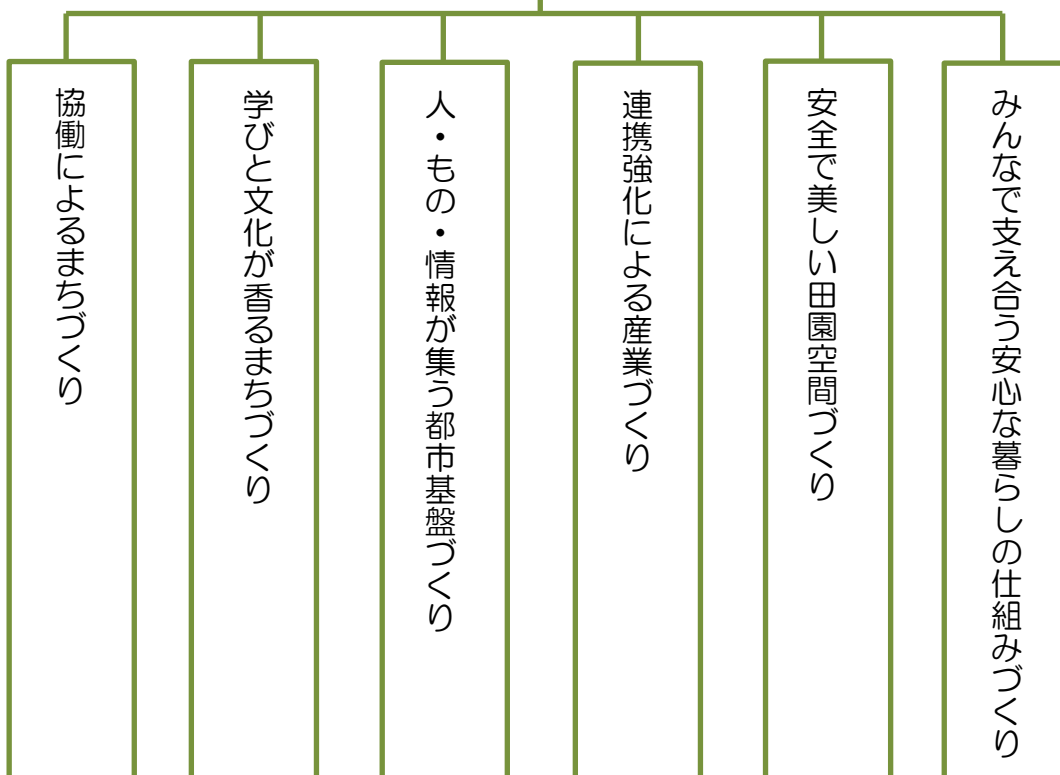 みんなで支え合う安心な暮らしの仕組みづくり
安全で美しい田園空間づくり
連携強化による産業づくり
人・もの・情報が集う都市基盤づくり
学びと文化が香るまちづくり
協働によるまちづくり